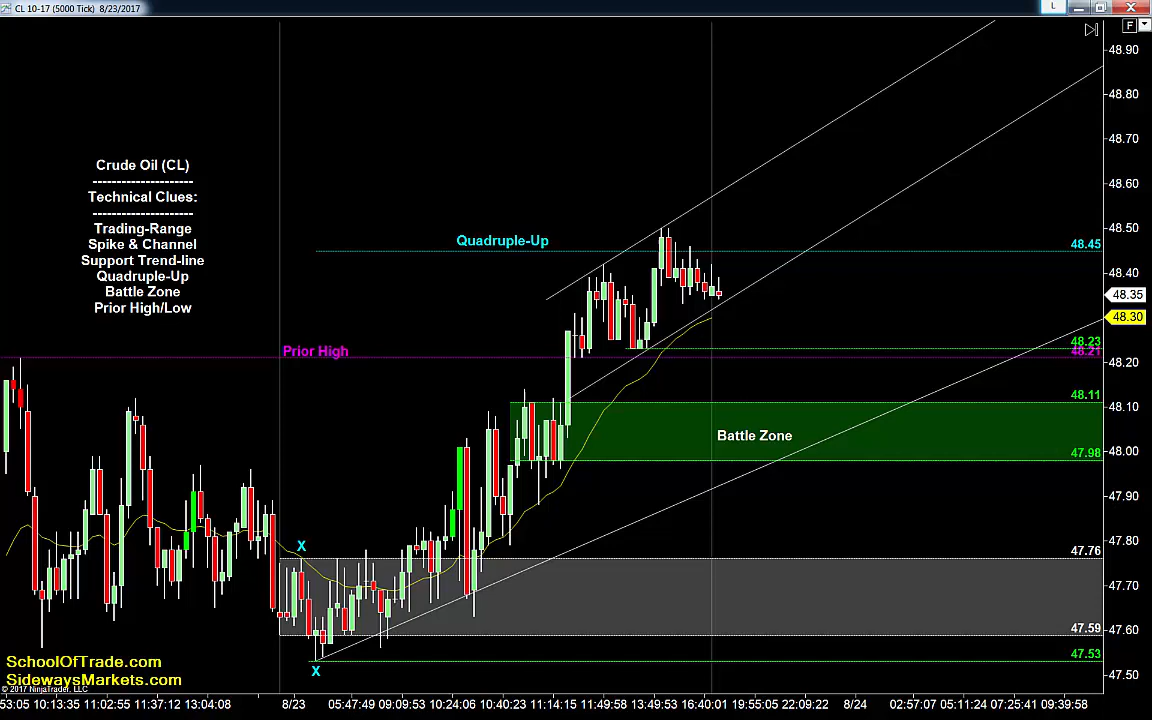 CL 10-17 (5000 Tick) 8/23/2017
L
F
48.90
48.80
48.70
48.60
48.50
Crude Oil (CL)
---------------------
Technical Clues:
---------------------
Trading-Range
Spike & Channel
Support Trend-line
Quadruple-Up
Battle Zone
Prior High/Low
Quadruple-Up
48.45
48.40
48.35
48.30
Prior High
48.23
48.21
48.20
48.11
48.10
Battle Zone
48.00
47.98
47.90
47.80
X
47.76
47.70
47.60
47.59
47.53
X
47.50
SchoolOfTrade.com
SidewaysMarkets.com
© 2017 NinjaTrader, LLC
53:05 10:13:35 11:02:55 11:37:12 13:04:08 8/23 05:47:49 09:09:53 10:24:06 10:40:23 11:14:15 11:49:58 13:49:53 16:40:01 19:55:05 22:09:22 8/24 02:57:07 05:11:24 07:25:41 09:39:58